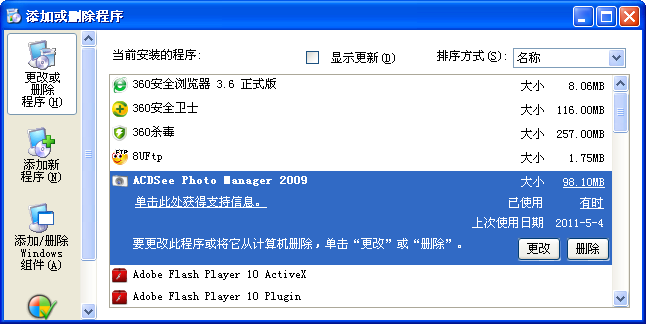 添加或删除程序
更改或
删除
程序(H)
添加新
程序(N)
添加/删除
Windows
组件(A)
当前安装的程序:
显示更新(D)
排序方式(S):
名称
360安全浏览器 3.6 正式版 大小 8.06MB
360安全卫士 大小 116.00MB
360杀毒 大小 257.00MB
FTP 8UFtp 大小 1.75MB
ACDSee Photo Manager 2009 大小 98.10MB
单击此处获得支持信息。 已使用 有时
上次使用日期 2011-5-4
要更改此程序或将它从计算机删除，单击“更改”或“删除”。 更改 删除
Adobe Flash Player 10 ActiveX
Adobe Flash Player 10 Plugin